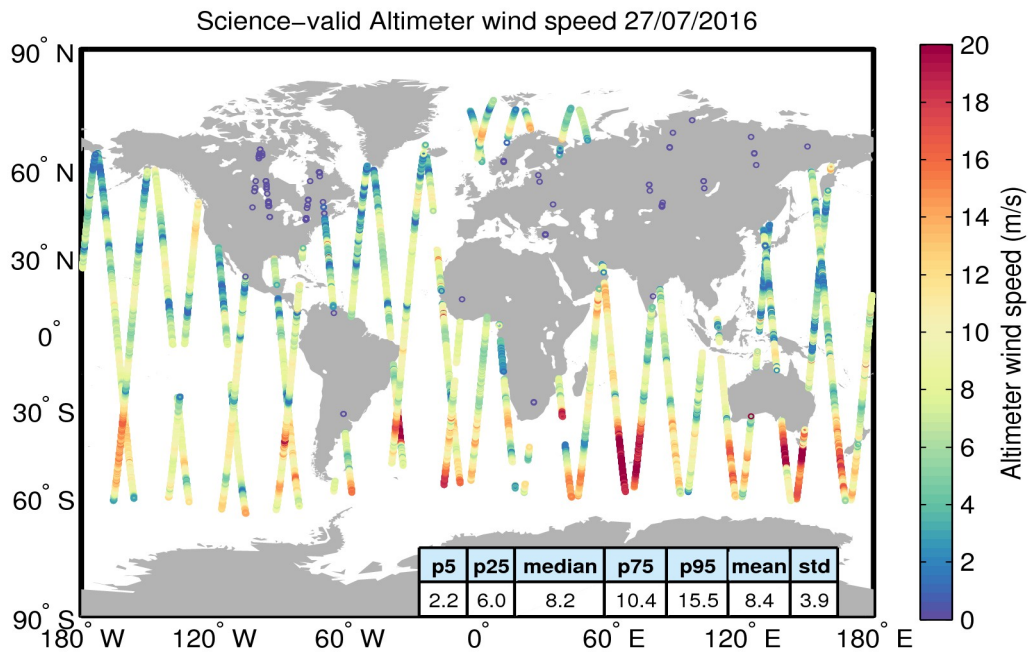 Science−valid Altimeter wind speed 27/07/2016
90° N
60° N
30° N
0°
30° S
60° S
90° S
180° W
120° W
60° W
0°
60° E
120° E
180° E
p5 p25 median p75 p95 mean std
2.2 6.0 8.2 10.4 15.5 8.4 3.9
20
18
16
14
12
10
8
6
4
2
0
Altimeter wind speed (m/s)